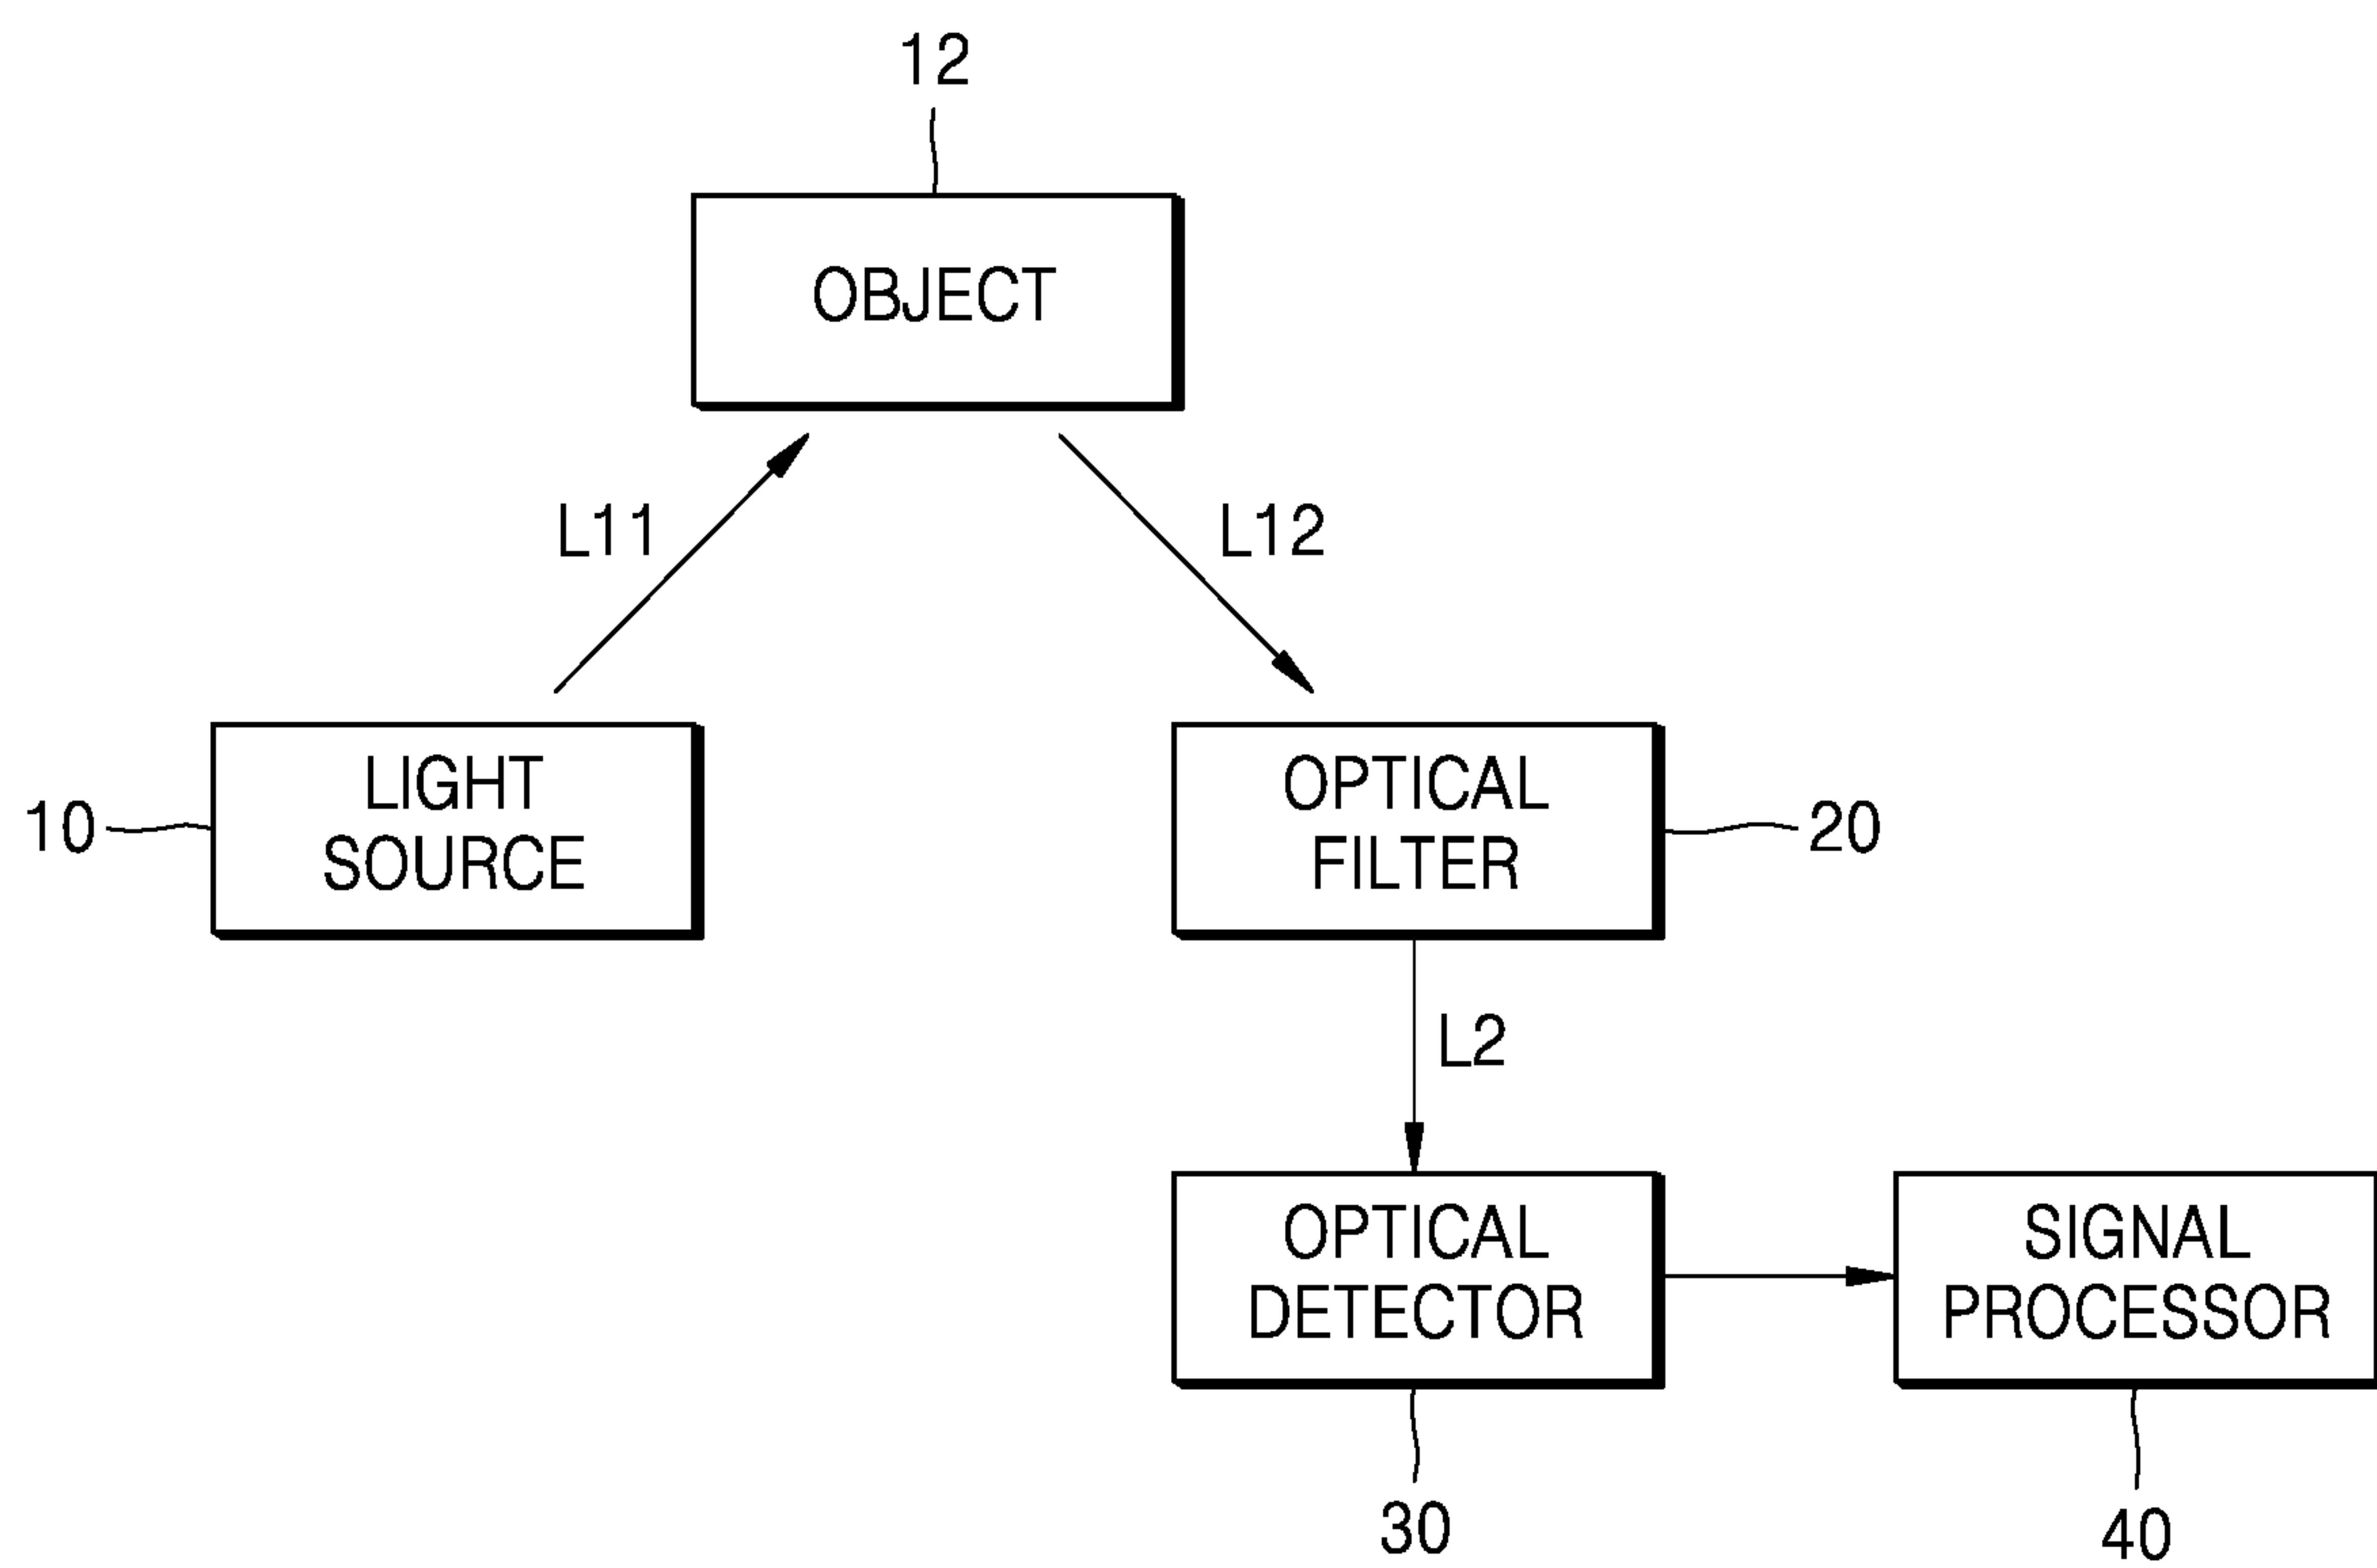 12
OBJECT
L11
L12
LIGHT
SOURCE
10
OPTICAL
FILTER
20
L2
OPTICAL
DETECTOR
SIGNAL
PROCESSOR
30
40